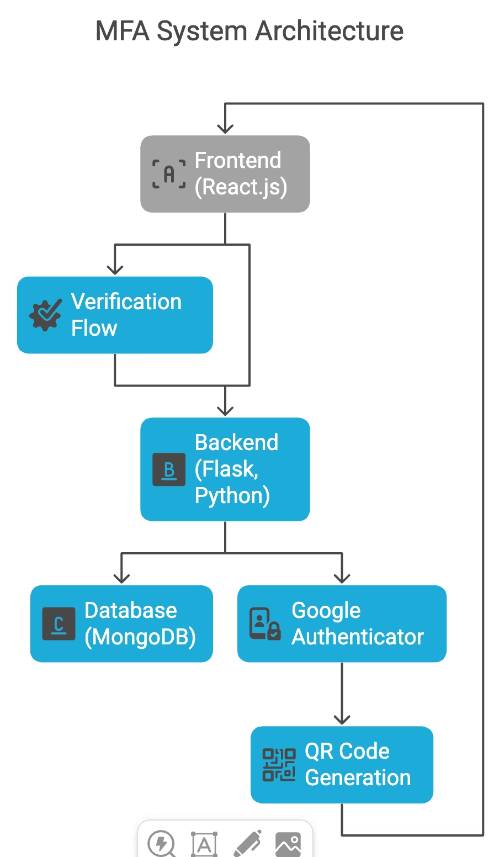 MFA System Architecture
A
Frontend
(React.js)
Verification
Flow
B
Backend
(Flask,
Python)
C
Database
(MongoDB)
Google
Authenticator
QR Code
Generation
A